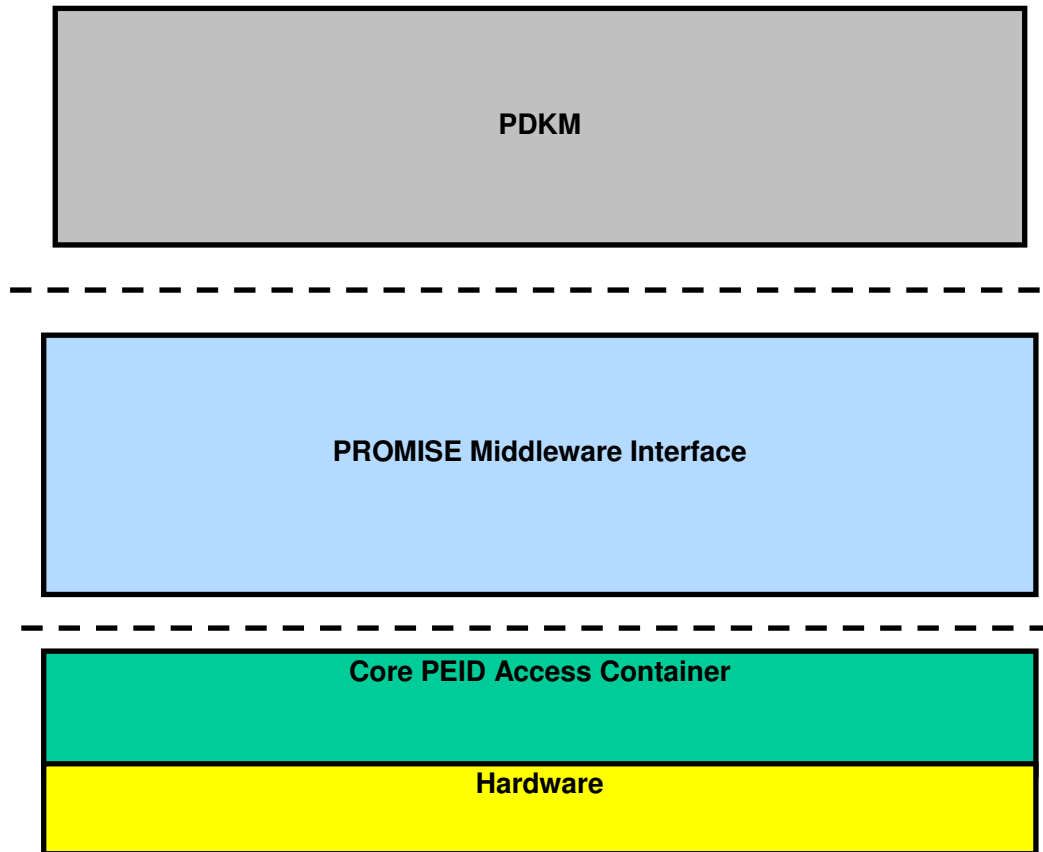 PDKM
PROMISE Middleware Interface
Core PEID Access Container
Hardware